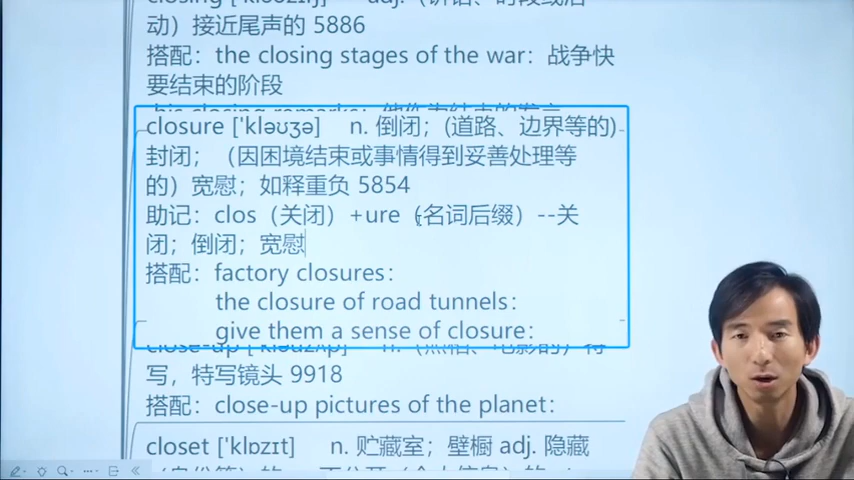 动）接近尾声的 5886
搭配：the closing stages of the war：战争快
要结束的阶段
closure ['kləʊʒə] n. 倒闭；(道路、边界等的)
封闭；（因困境结束或事情得到妥善处理等
的）宽慰；如释重负 5854
助记：clos（关闭）+ure（名词后缀）--关
闭；倒闭；宽慰
搭配：factory closures：
the closure of road tunnels：
give them a sense of closure：
写，特写镜头 9918
搭配：close-up pictures of the planet：
closet ['klɒzɪt] n. 贮藏室；壁橱 adj. 隐藏